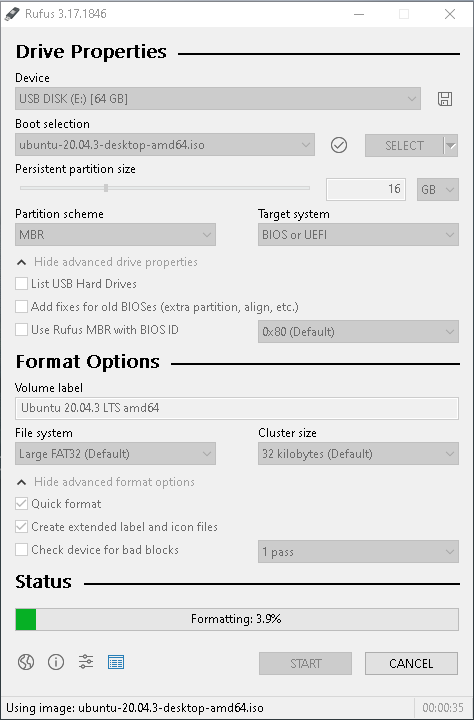 Rufus 3.17.1846
Drive Properties
Device
USB DISK (E:) [64 GB]
Boot selection
ubuntu-20.04.3-desktop-amd64.iso
SELECT
Persistent partition size
16
GB
Partition scheme
Target system
MBR
BIOS or UEFI
Hide advanced drive properties
List USB Hard Drives
Add fixes for old BIOSes (extra partition, align, etc.)
Use Rufus MBR with BIOS ID
0x80 (Default)
Format Options
Volume label
Ubuntu 20.04.3 LTS amd64
File system
Cluster size
Large FAT32 (Default)
32 kilobytes (Default)
Hide advanced format options
Quick format
Create extended label and icon files
Check device for bad blocks
1 pass
Status
Formatting: 3.9%
START
CANCEL
Using image: ubuntu-20.04.3-desktop-amd64.iso
00:00:35